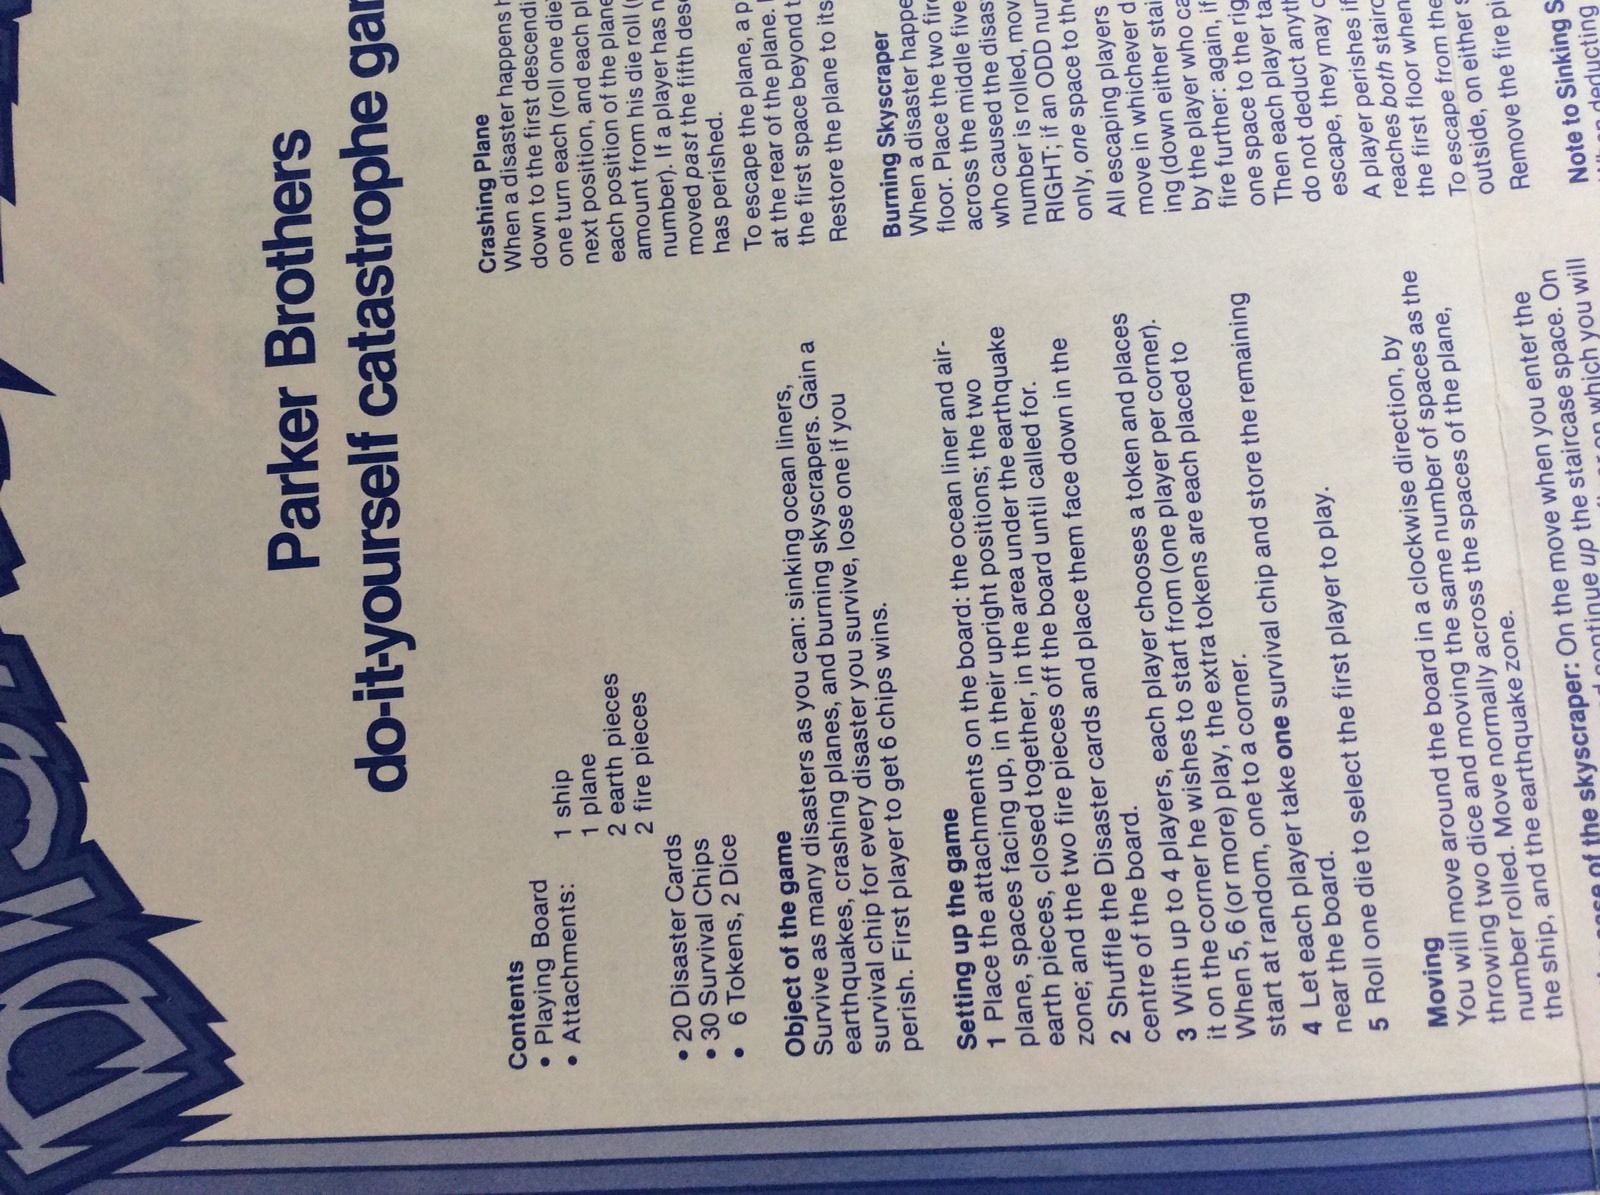 DIS
Parker Brothers
do-it-yourself catastrophe
Contents
• Playing Board
• Attachments:
1 ship
1 plane
2 earth pieces
2 fire pieces
• 20 Disaster Cards
• 30 Survival Chips
• 6 Tokens, 2 Dice
Object of the game
Survive as many disasters as you can: sinking ocean liners,
earthquakes, crashing planes, and burning skyscrapers. Gain a
survival chip for every disaster you survive, lose one if you
perish. First player to get 6 chips wins.
Setting up the game
1 Place the attachments on the board: the ocean liner and air-
plane, spaces facing up, in their upright positions; the two
earth pieces, closed together, in the area under the earthquake
zone; and the two fire pieces off the board until called for.
2 Shuffle the Disaster cards and place them face down in the
centre of the board.
3 With up to 4 players, each player chooses a token and places
it on the corner he wishes to start from (one player per corner).
When 5, 6 (or more) play, the extra tokens are each placed to
start at random, one to a corner.
4 Let each player take one survival chip and store the remaining
near the board.
5 Roll one die to select the first player to play.
Moving
You will move around the board in a clockwise direction, by
throwing two dice and moving the same number of spaces as the
number rolled. Move normally across the spaces of the plane,
the ship, and the earthquake zone.
case of the skyscraper: On the move when you enter the
continue up the staircase space. On
on which you will
Crashing Plane
When a disaster happens
down to the first
one turn each (roll one die
next position, and each
each position of the plane
amount from his die roll
number). If a player has
moved past the fifth
has perished.
To escape the plane, a
at the rear of the plane.
the first space beyond
Restore the plane to its
Burning Skyscraper
When a disaster
floor. Place the two
across the middle five
who caused the
number is rolled,
RIGHT; if an ODD
only, one space to
All escaping players
move in whichever
ing (down either
by the player who
fire further: again, if
one space to the
Then each player
do not deduct
escape, they may
A player perishes if
reaches both
the first floor when
To escape from the
outside, on either
Remove the fire
Note to Sinking
deducting